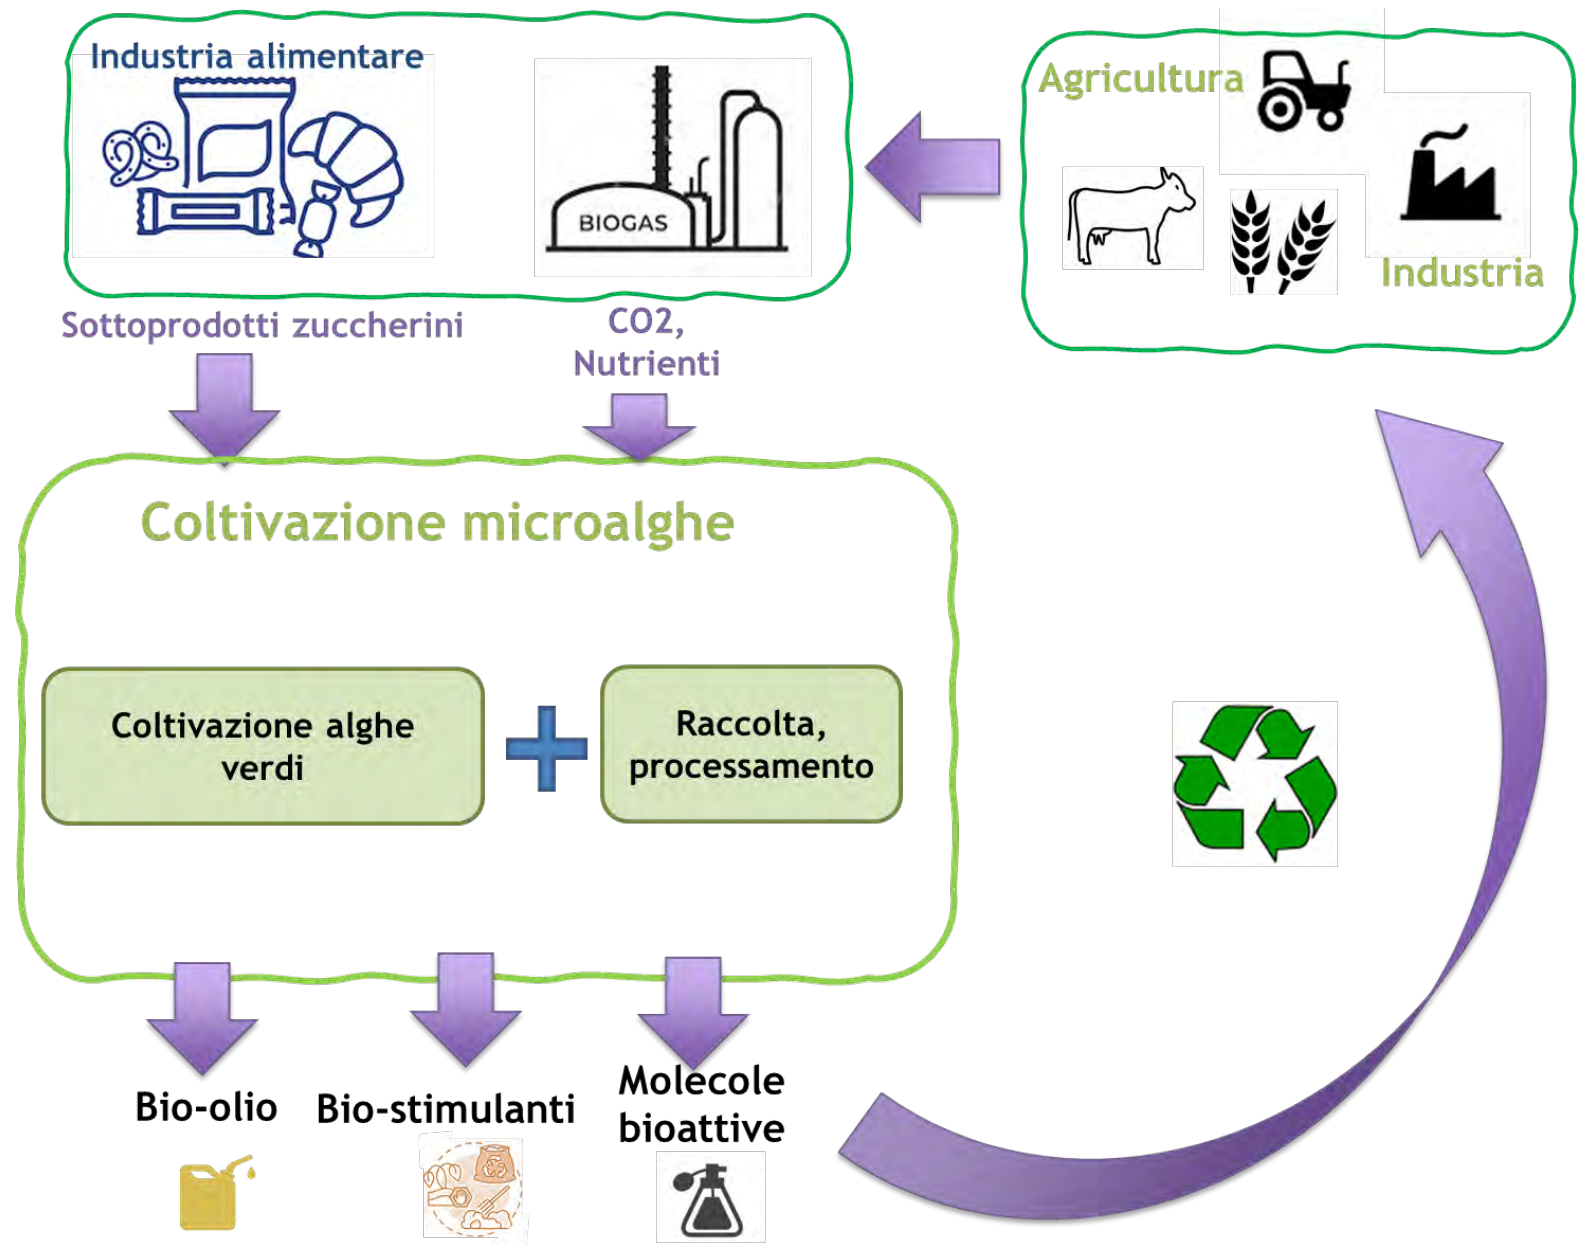 Industria alimentare
BIOGAS
Agricultura
Industria
Sottoprodotti zuccherini
CO2,
Nutrienti
Coltivazione microalghe
Coltivazione alghe
verdi
Raccolta,
processamento
Bio-olio
Bio-stimulanti
Molecole
bioattive